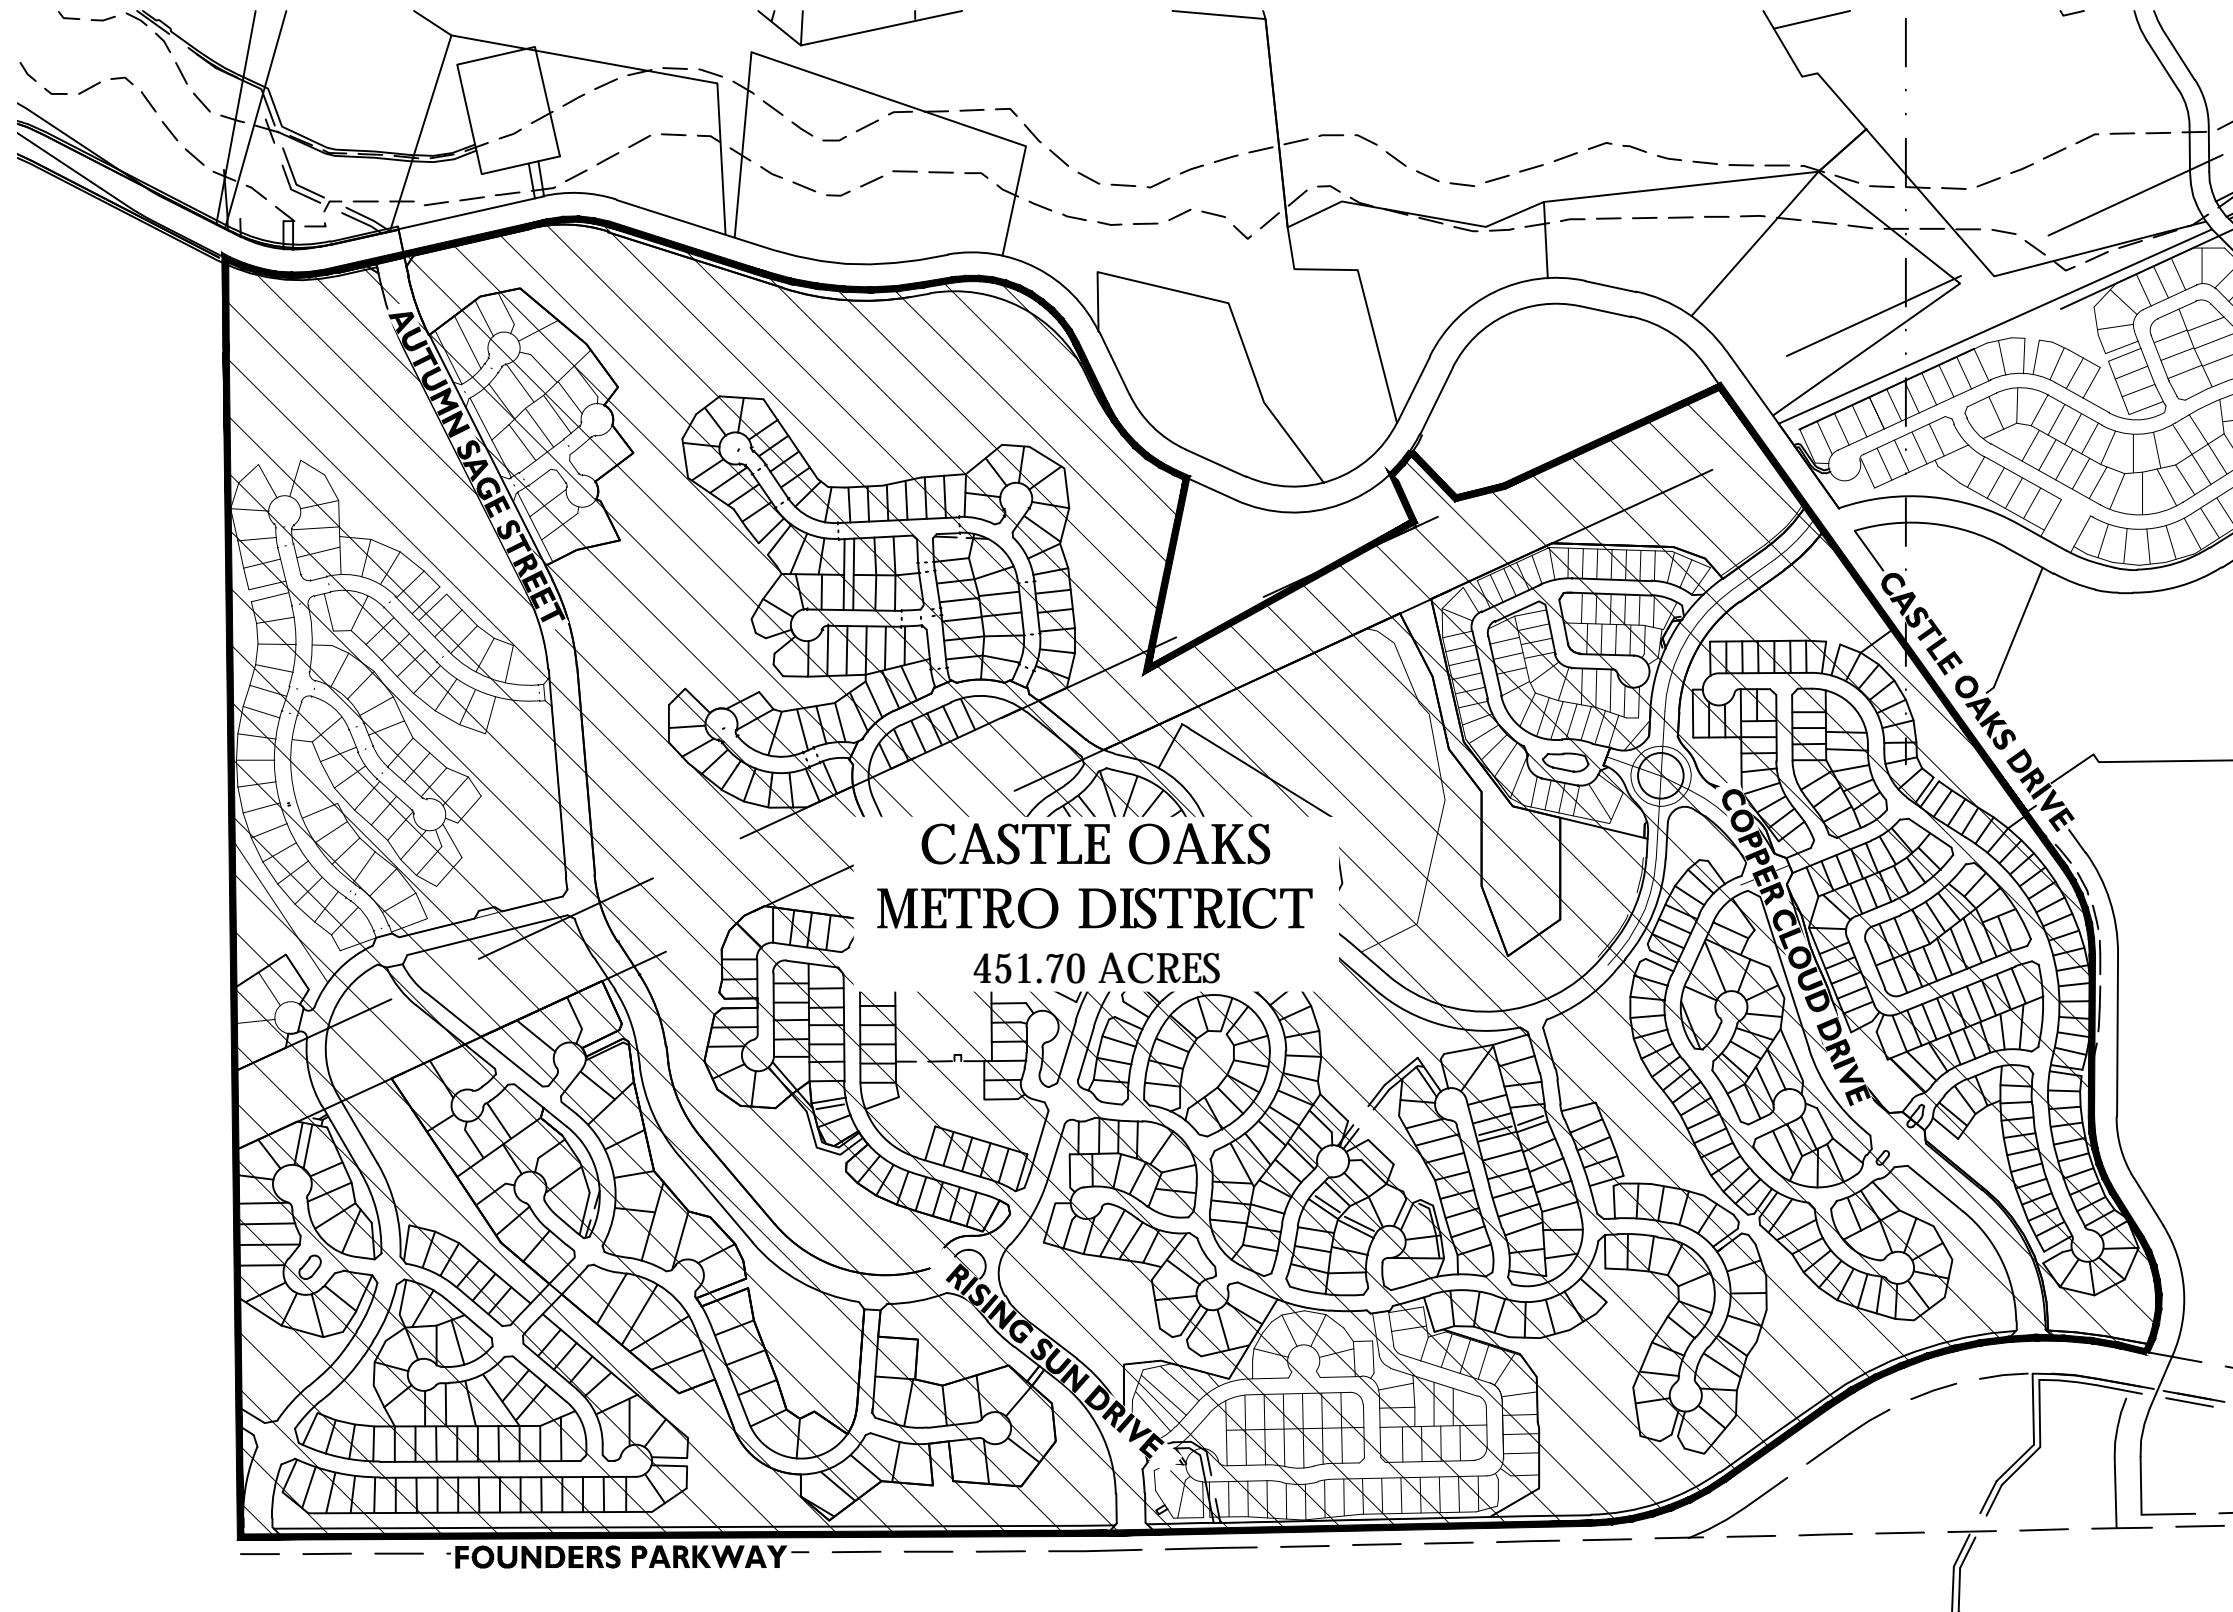 AUTUMN SAGE STREET
CASTLE OAKS DRIVE
COPPER CLOUD DRIVE
CASTLE OAKS
METRO DISTRICT
451.70 ACRES
RISING SUN DRIVE
FOUNDERS PARKWAY